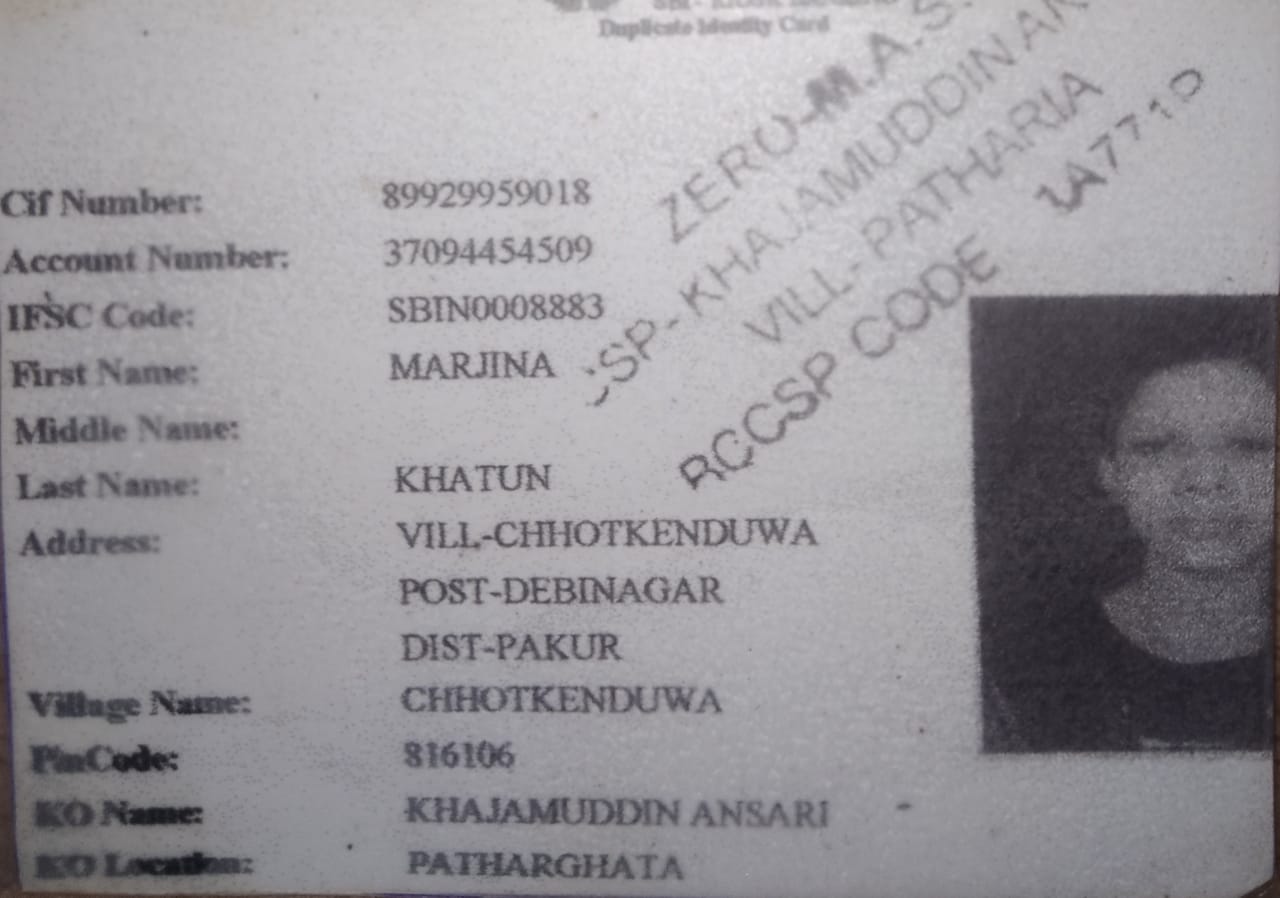 Duplicate Identity Card
Cif Number: 89929959018
Account Number: 37094454509
IFSC Code: SBIN0008883
First Name: MARJINA
Middle Name:
Last Name: KHATUN
Address: VILL-CHHOTKENDUWA
POST-DEBINAGAR
DIST-PAKUR
Village Name: CHHOTKENDUWA
PinCode: 816106
KO Name: KHAJAMUDDIN ANSARI
KO Location: PATHARGHATA
ZERO-M.A.S.
SP-KHAJAMUDDIN
VILL-PATHARIA
RCCSP CODE